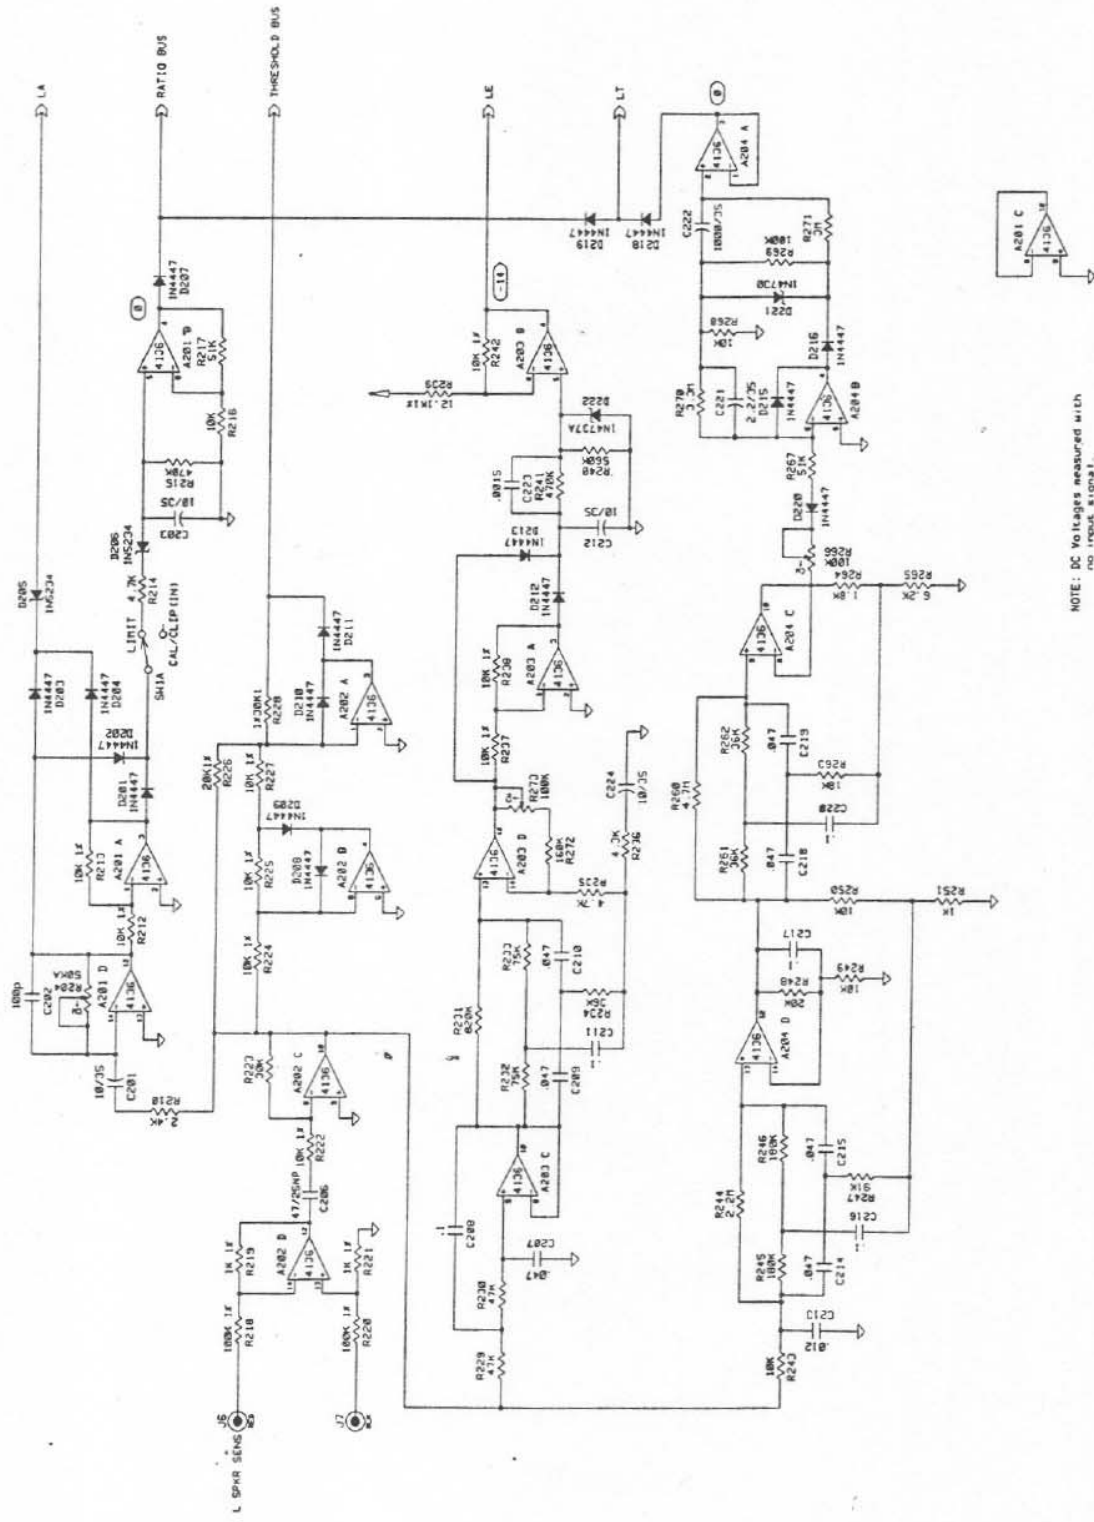 LA
RATIO BUS
THRESHOLD BUS
LE
LT
D205
1N5234
1N4447
D203
1N4447
D204
D202
1N4447
D201
1N4447
LIMIT
CAL/CLIP(IN)
SW1A
4.7K
R214
D206
1N5234
C203
10/35
R215
470K
10K
R216
R217
51K
A201 B
4136
0
1N4447
D207
100p
C202
R204
50KA
A201 D
4136
10/35
C201
2.4K
R210
10K 1%
R212
10K 1%
R213
A201 A
4136
20K1%
R226
10K 1%
R227
1%30K1
R228
D210
1N4447
1N4447
D211
A202 A
4136
D209
1N4447
10K 1%
R225
D208
1N4447
A202 B
4136
10K 1%
R224
R223
30K
A202 C
4136
10K 1%
R222
47/25NP
C206
1K 1%
R219
A202 D
4136
1K 1%
R221
100K 1%
R218
100K 1%
R220
L SPKR SENS
J6
RED
J7
BLK
R229
47K
R230
47K
C208
.1
C207
.047
A203 C
4136
R231
820K
R232
75K
R233
75K
.047
C209
.047
C210
C211
.1
R234
36K
R235
4.7K
R236
4.3K
C224
10/35
R272
160K
R273
100K
CW
A203 D
4136
10K 1%
R237
10K 1%
R238
A203 A
4136
D212
1N4447
D213
1N4447
C212
10/35
.0015
C223
R241
470K
R240
560K
D222
1N4737A
12.1K1%
R239
10K 1%
R242
A203 B
4136
-14
D219
1N4447
D218
1N4447
C222
1000/35
A204 A
4136
0
R271
3M
R269
100K
D221
1N4730
R268
10K
R270
3.3M
C221
2.2/35
D215
1N4447
D216
1N4447
A204B
4136
R267
51K
D220
1N4447
R266
100K
R264
1.8K
R265
6.2K
A204 C
4136
R260
4.7M
R261
36K
R262
36K
.047
C218
.047
C219
C220
.1
R263
18K
R250
10K
R251
1K
C217
.1
R248
20K
R249
10K
A204 D
4136
R244
2.2M
R245
180K
R246
180K
.047
C214
.047
C215
C216
.1
R247
91K
10K
R243
C213
.012
A201 C
4136
NOTE: DC Voltages measured with
no input signal.